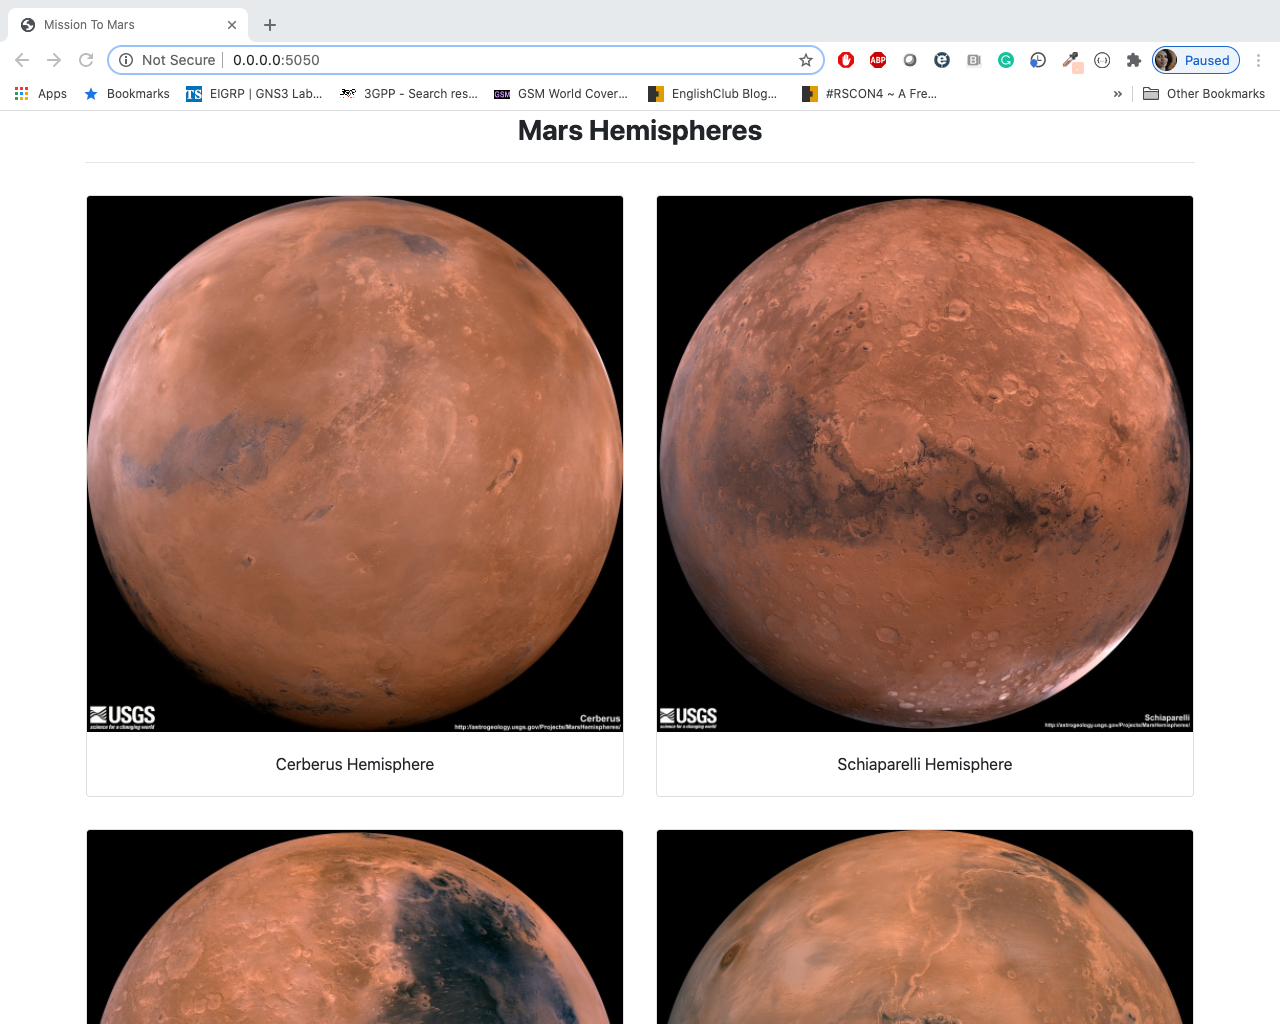 Mission To Mars
Not Secure
0.0.0.0:5050
ABP
Paused
Apps
Bookmarks
TS EIGRP | GNS3 Lab...
3GPP - Search res...
GSM GSM World Cover...
EnglishClub Blog...
#RSCON4 ~ A Fre...
»
Other Bookmarks
Mars Hemispheres
USGS
science for a changing world
Cerberus
http://astrogeology.usgs.gov/Projects/MarsHemispheres/
USGS
science for a changing world
Schiaparelli
http://astrogeology.usgs.gov/Projects/MarsHemispheres/
Cerberus Hemisphere
Schiaparelli Hemisphere